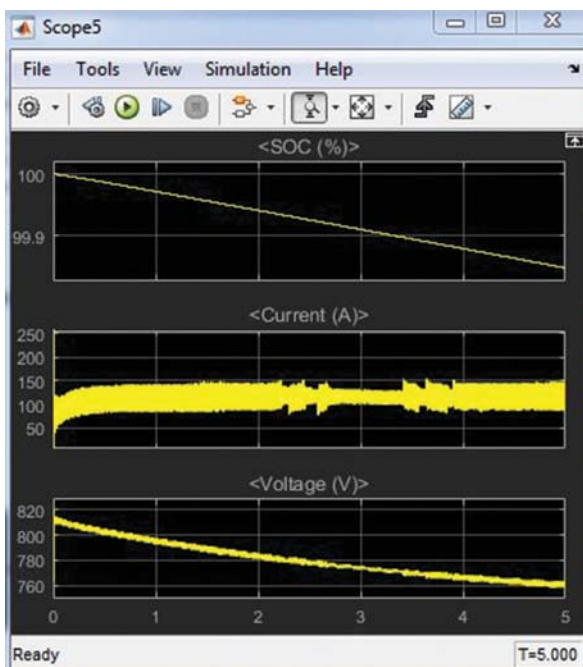 Scope5
File Tools View Simulation Help
<SOC (%)>
100
99.9
<Current (A)>
250
200
150
100
50
<Voltage (V)>
820
800
780
760
0 1 2 3 4 5
Ready T=5.000